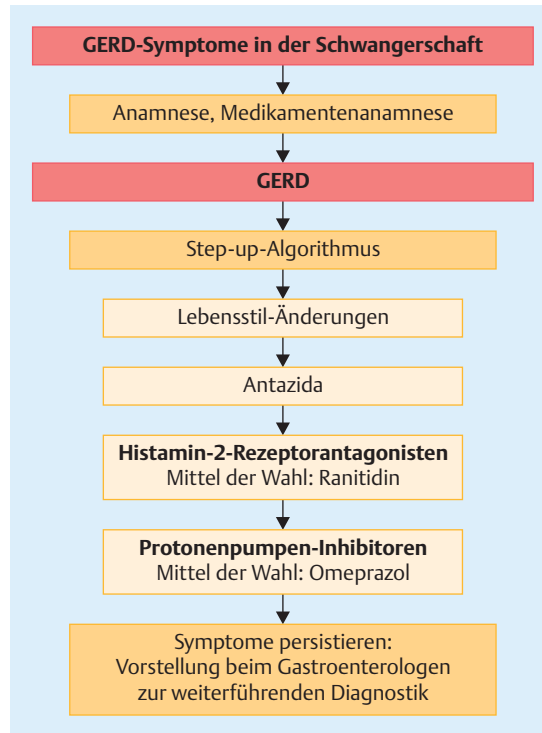 GERD-Symptome in der Schwangerschaft
Anamnese, Medikamentenanamnese
GERD
Step-up-Algorithmus
Lebensstil-Änderungen
Antazida
Histamin-2-Rezeptorantagonisten
Mittel der Wahl: Ranitidin
Protonenpumpen-Inhibitoren
Mittel der Wahl: Omeprazol
Symptome persistieren:
Vorstellung beim Gastroenterologen
zur weiterführenden Diagnostik